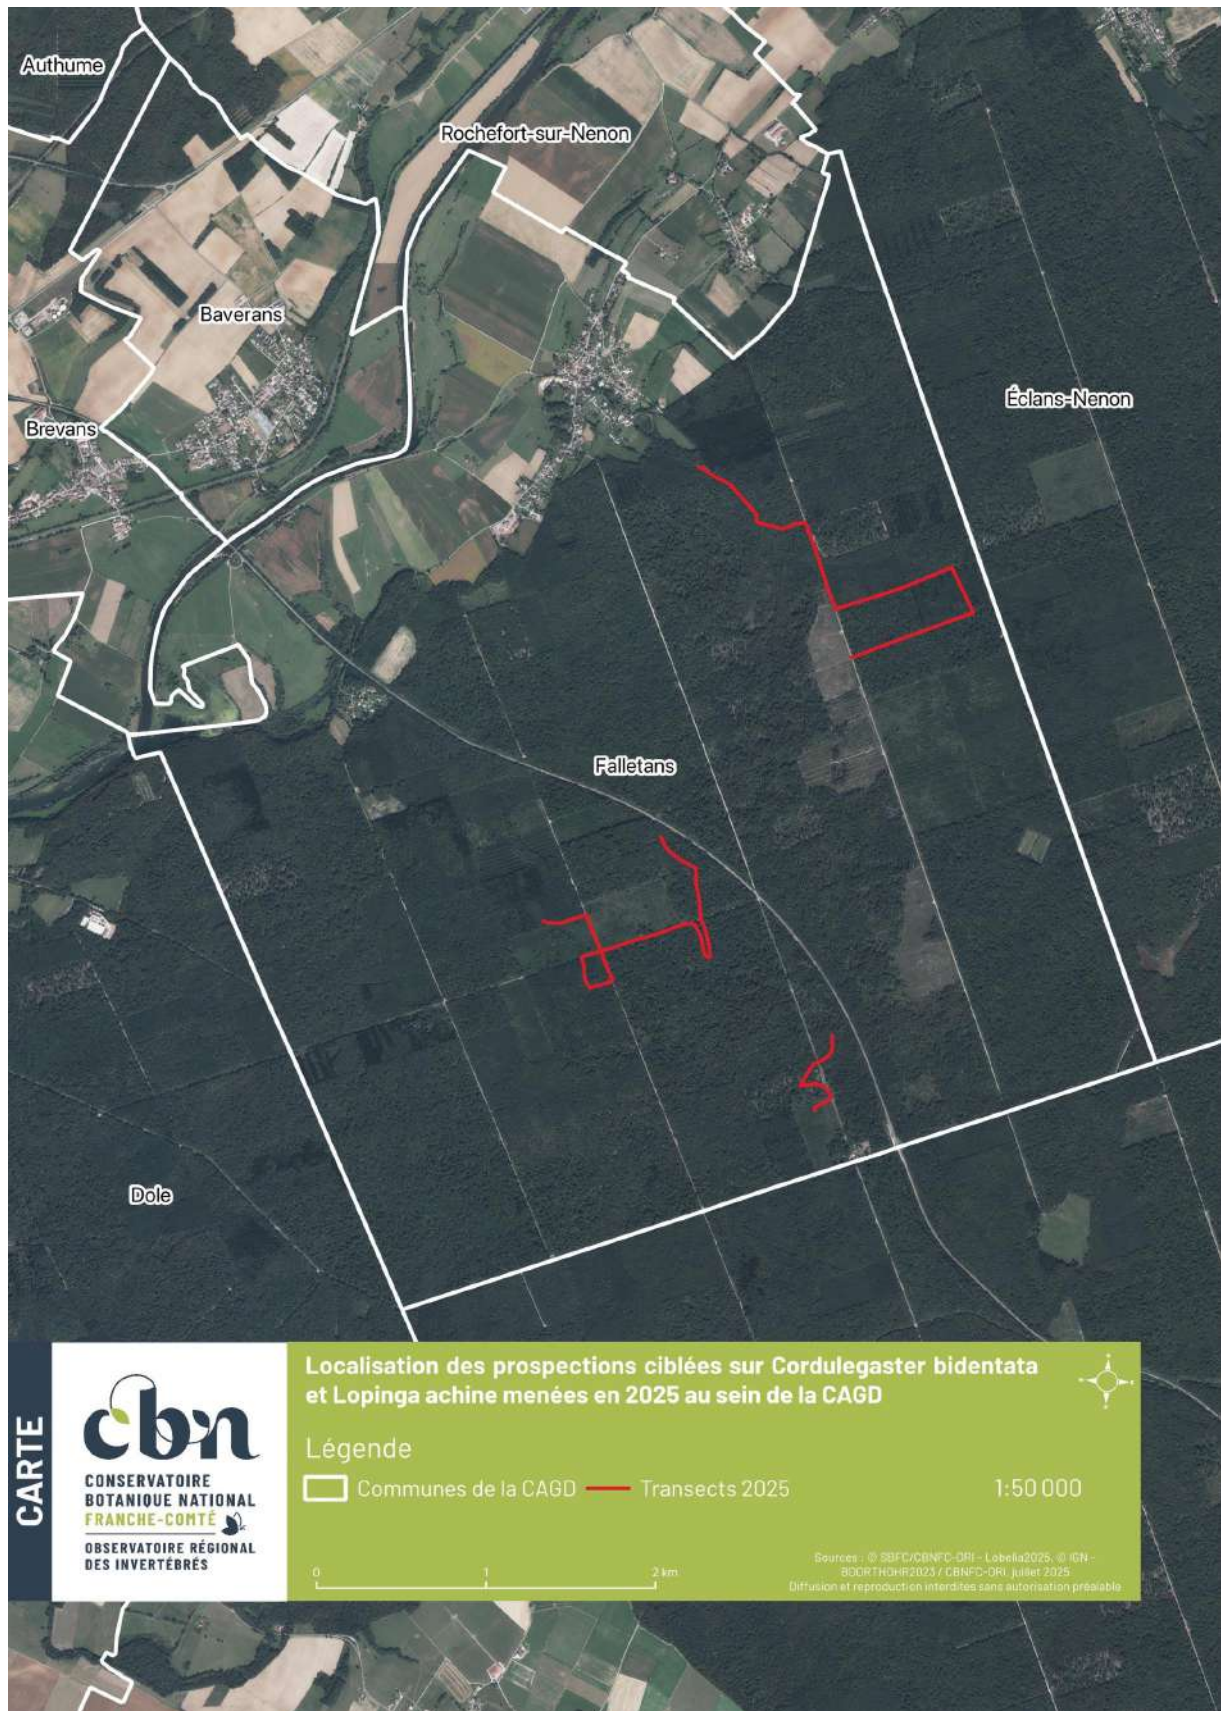 Authume
Rochefort-sur-Nenon
Baverans
Éclans-Nenon
Brevans
Falletans
Dole
CARTE
cbn
CONSERVATOIRE
BOTANIQUE NATIONAL
FRANCHE-COMTÉ
OBSERVATOIRE RÉGIONAL
DES INVERTÉBRÉS
Localisation des prospections ciblées sur Cordulegaster bidentata
et Lopinga achine menées en 2025 au sein de la CAGD
Légende
Communes de la CAGD
Transects 2025
1:50 000
0 1 2 km
Sources : © SBFC/CBNFC-ORI - Lobelia2025, © IGN -
BDORTHOHR2023 / CBNFC-ORI, juillet 2025
Diffusion et reproduction interdites sans autorisation préalable